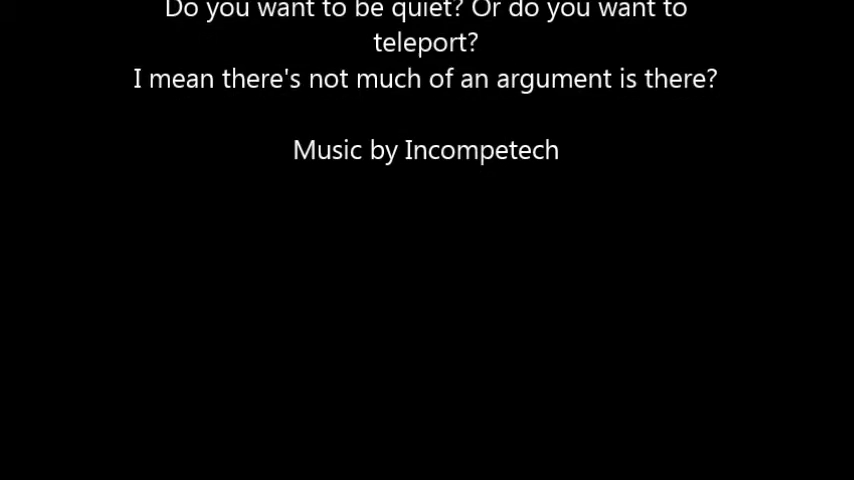 Do you want to be quiet? Or do you want to
teleport?
I mean there's not much of an argument is there?
Music by Incompetech